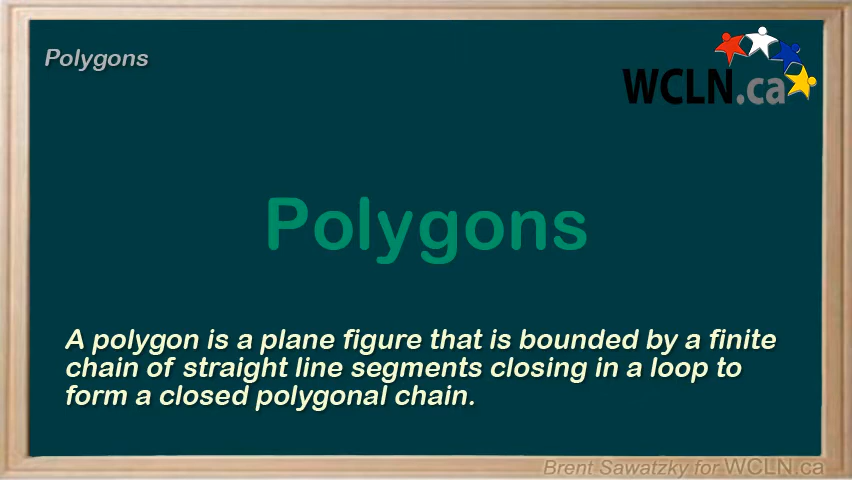 Polygons
WCLN.ca
Polygons
A polygon is a plane figure that is bounded by a finite
chain of straight line segments closing in a loop to
form a closed polygonal chain.
Brent Sawatzky for WCLN.ca